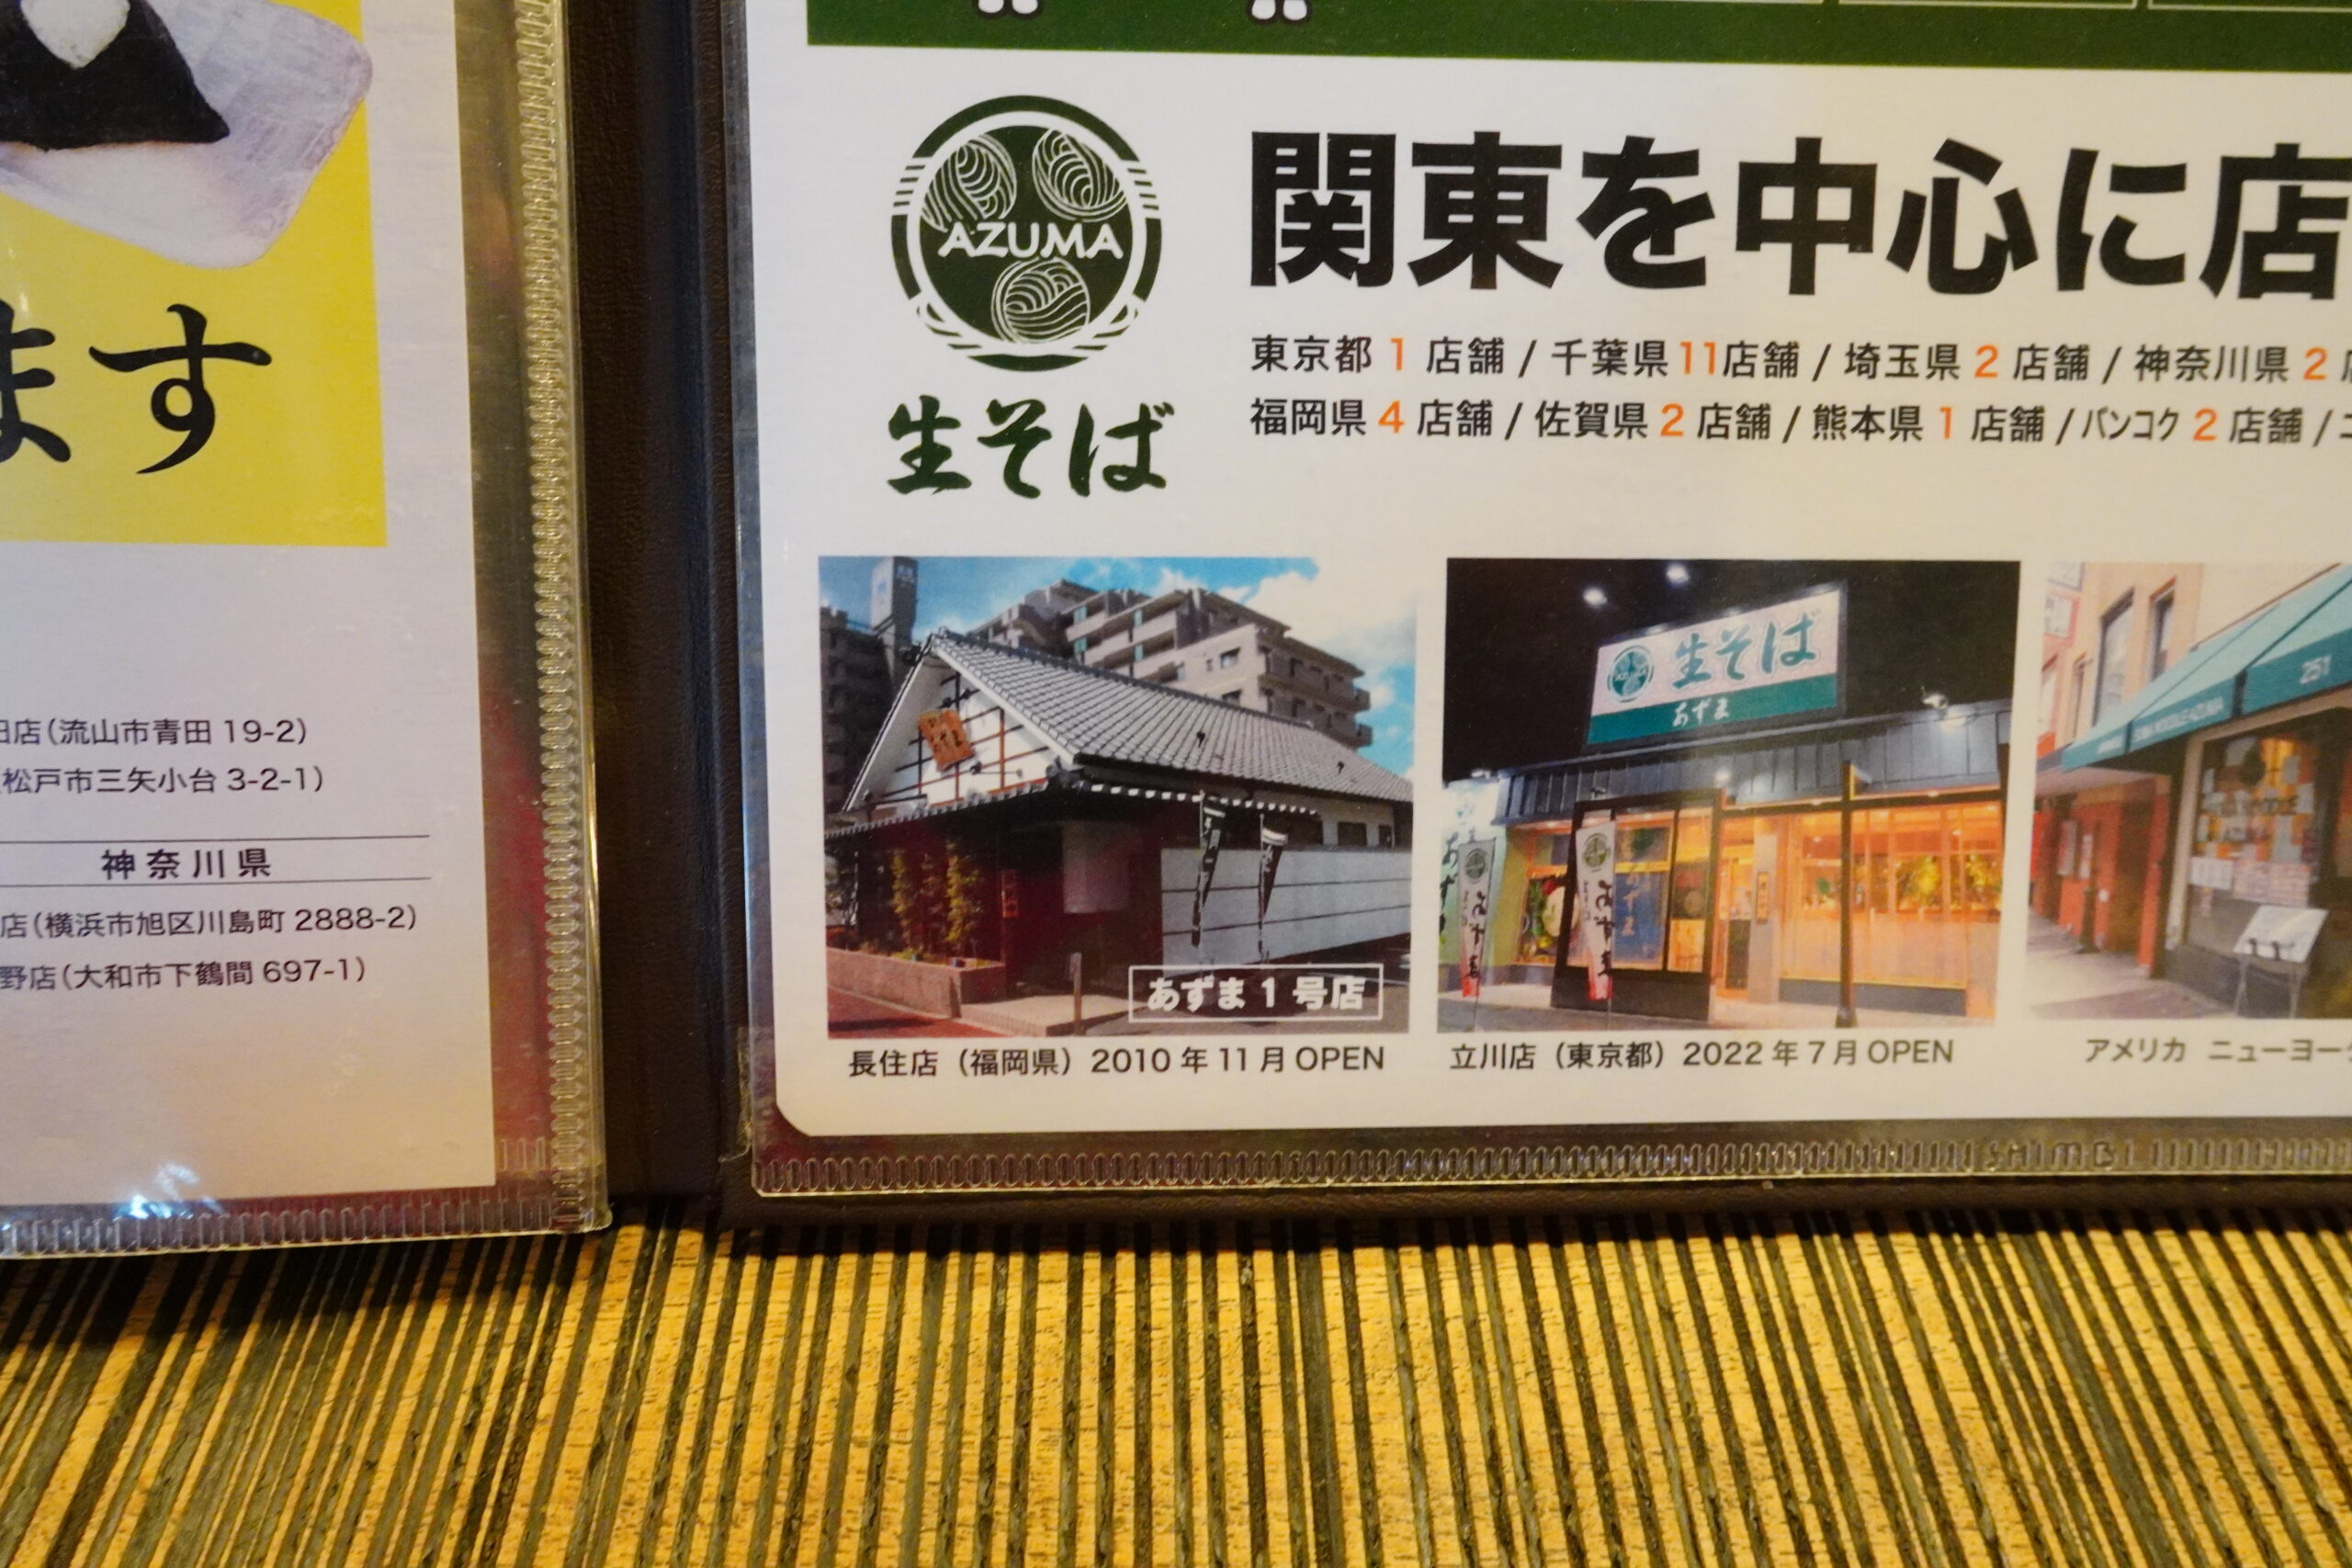 ます
田店（流山市青田 19-2）
（松戸市三矢小台 3-2-1）
神奈川県
店（横浜市旭区川島町 2888-2）
野店（大和市下鶴間 697-1）
AZUMA
生そば
関東を中心に店
東京都 1 店舗 / 千葉県 11店舗 / 埼玉県 2 店舗 / 神奈川県 2
福岡県 4 店舗 / 佐賀県 2 店舗 / 熊本県 1 店舗 /バンコク 2 店舗 /
生そば
あずま
あずま
251
あずま 1 号店
長住店（福岡県）2010 年 11 月 OPEN
立川店（東京都）2022 年 7 月 OPEN
アメリカ ニューヨー
SHIMBI